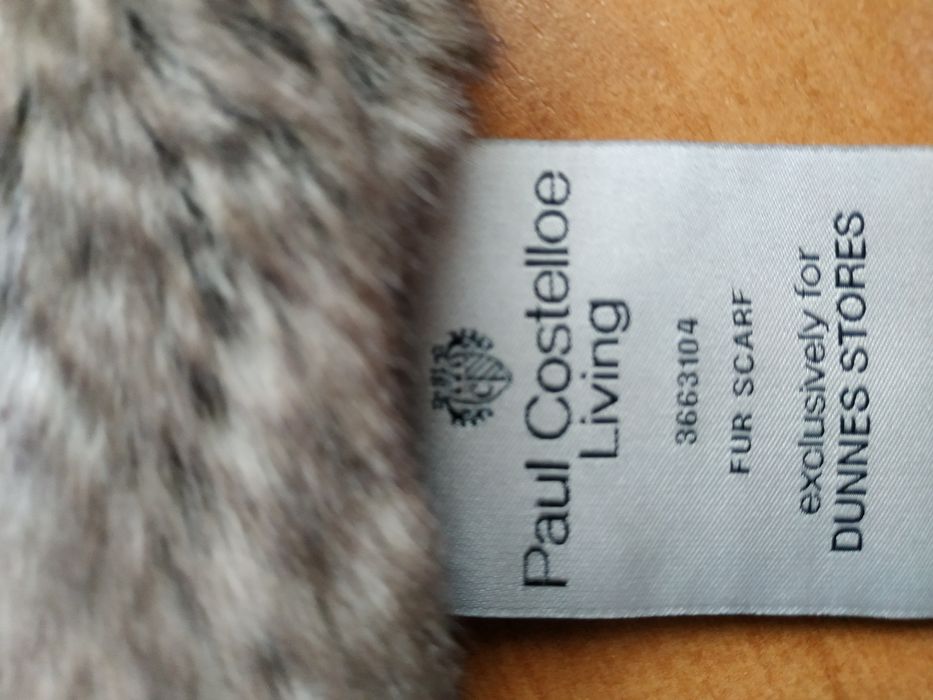 Paul Costelloe
Living
3663104
FUR SCARF
exclusively for
DUNNES STORES